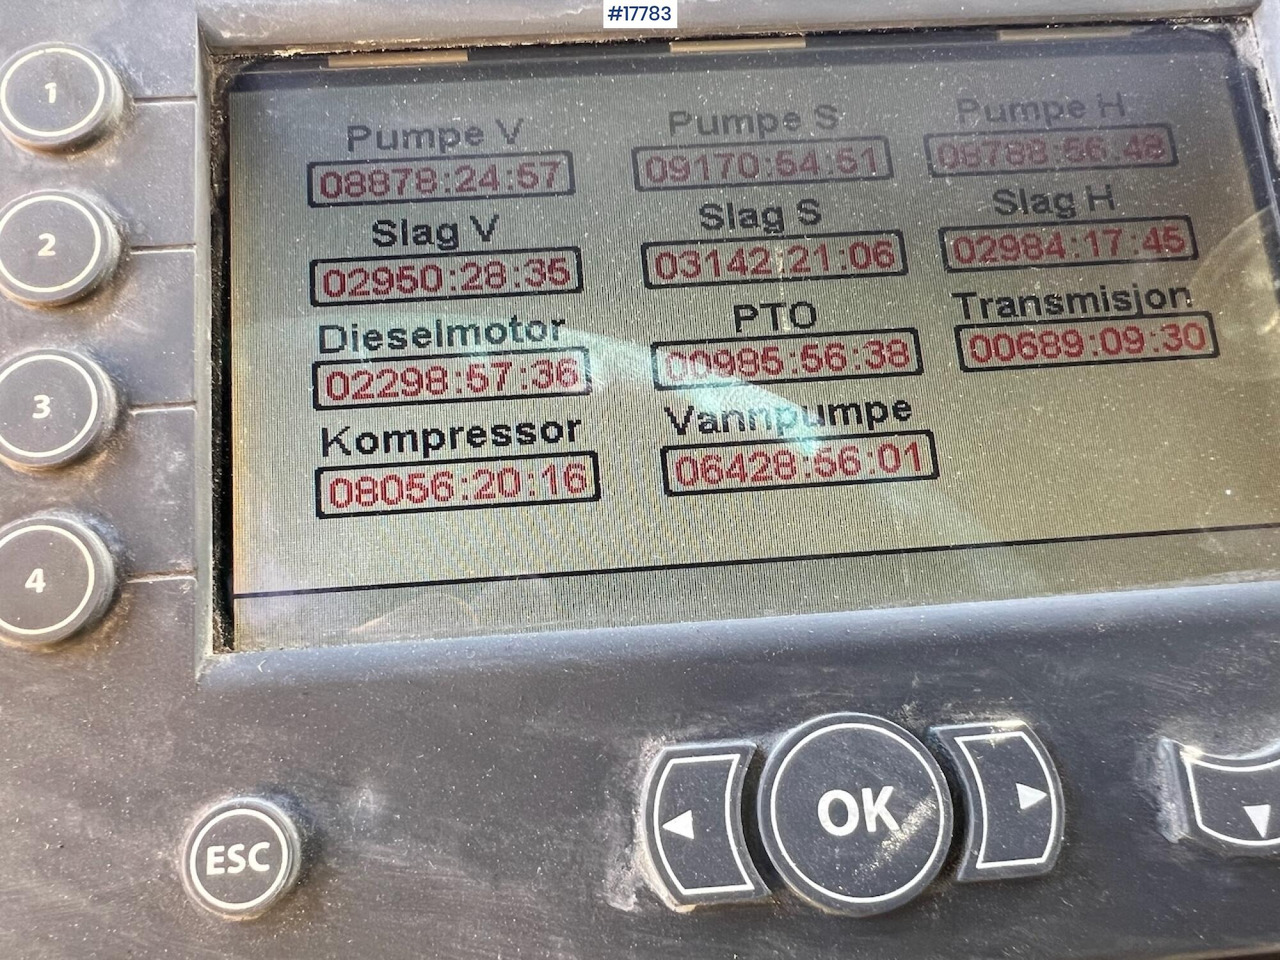 #17783
1
2
3
4
Pumpe V Pumpe S Pumpe H
08878:24:57 09170:54:51 08788:56:48
Slag V Slag S Slag H
02950:28:35 03142:21:06 02984:17:45
Dieselmotor PTO Transmisjon
02298:57:36 00985:56:38 00689:09:30
Kompressor Vannpumpe
08056:20:16 06428:56:01
ESC OK